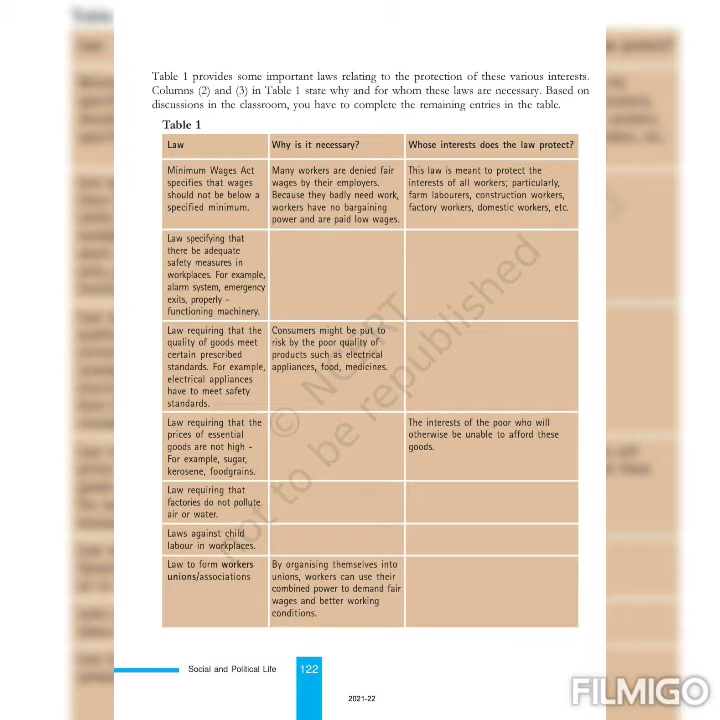 Table 1 provides some important laws relating to the protection of these various interests.
Columns (2) and (3) in Table 1 state why and for whom these laws are necessary. Based on
discussions in the classroom, you have to complete the remaining entries in the table.
Table 1
Law
Why is it necessary?
Whose interests does the law protect?
Minimum Wages Act
specifies that wages
should not be below a
specified minimum.
Many workers are denied fair
wages by their employers.
Because they badly need work,
workers have no bargaining
power and are paid low wages.
This law is meant to protect the
interests of all workers; particularly,
farm labourers, construction workers,
factory workers, domestic workers, etc.
Law specifying that
there be adequate
safety measures in
workplaces. For example,
alarm system, emergency
exits, properly -
functioning machinery.
Law requiring that the
quality of goods meet
certain prescribed
standards. For example,
electrical appliances
have to meet safety
standards.
Consumers might be put to
risk by the poor quality of
products such as electrical
appliances, food, medicines.
Law requiring that the
prices of essential
goods are not high -
For example, sugar,
kerosene, foodgrains.
The interests of the poor who will
otherwise be unable to afford these
goods.
Law requiring that
factories do not pollute
air or water.
Laws against child
labour in workplaces.
Law to form workers
unions/associations
By organising themselves into
unions, workers can use their
combined power to demand fair
wages and better working
conditions.
© NCERT
not to be republished
Social and Political Life
122
2021-22
FILMIGO